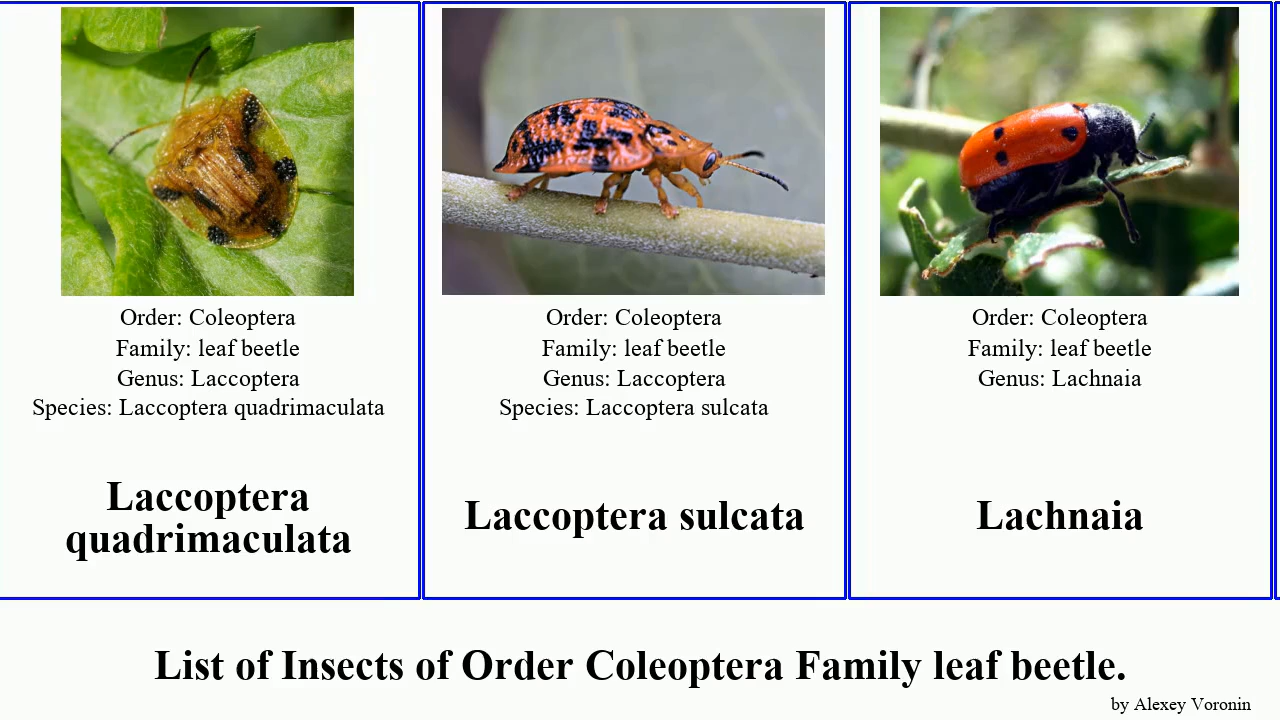 Order: Coleoptera
Family: leaf beetle
Genus: Laccoptera
Species: Laccoptera quadrimaculata
Laccoptera
quadrimaculata
Order: Coleoptera
Family: leaf beetle
Genus: Laccoptera
Species: Laccoptera sulcata
Laccoptera sulcata
Order: Coleoptera
Family: leaf beetle
Genus: Lachnaia
Lachnaia
List of Insects of Order Coleoptera Family leaf beetle.
by Alexey Voronin